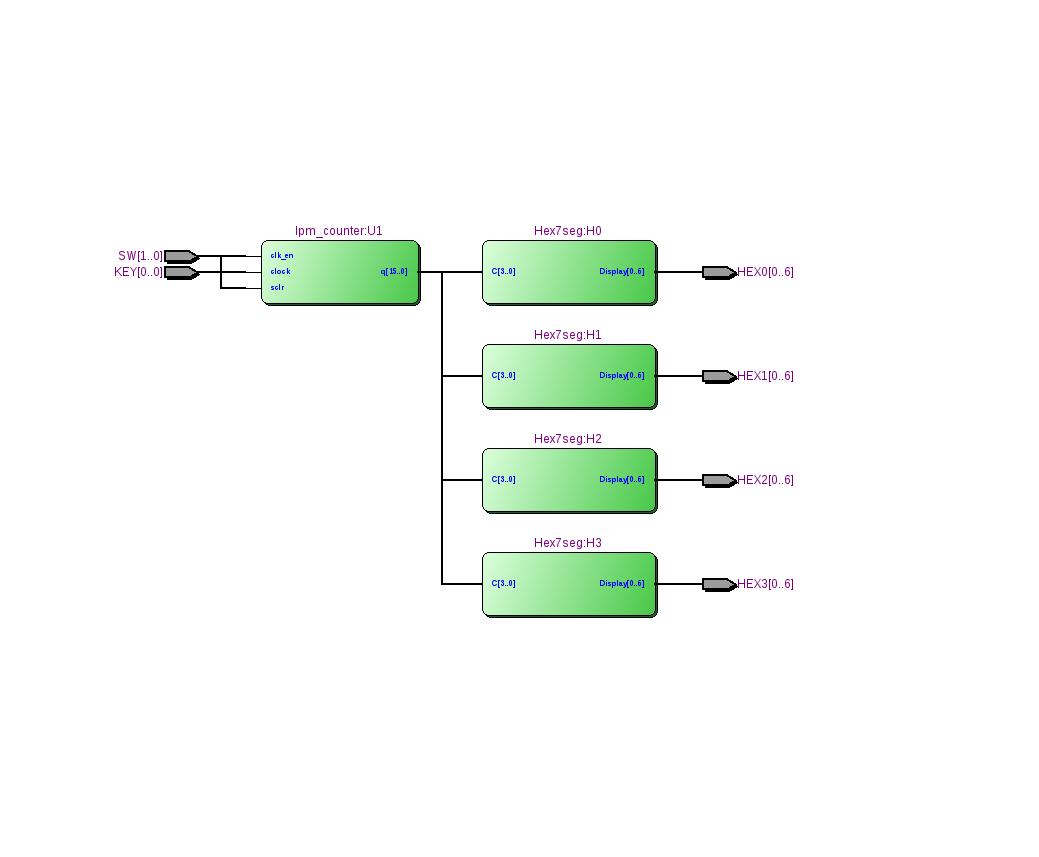 lpm_counter:U1
SW[1..0]
KEY[0..0]
clk_en
clock
sclr
q[15..0]
Hex7seg:H0
C[3..0]
Display[0..6]
HEX0[0..6]
Hex7seg:H1
C[3..0]
Display[0..6]
HEX1[0..6]
Hex7seg:H2
C[3..0]
Display[0..6]
HEX2[0..6]
Hex7seg:H3
C[3..0]
Display[0..6]
HEX3[0..6]